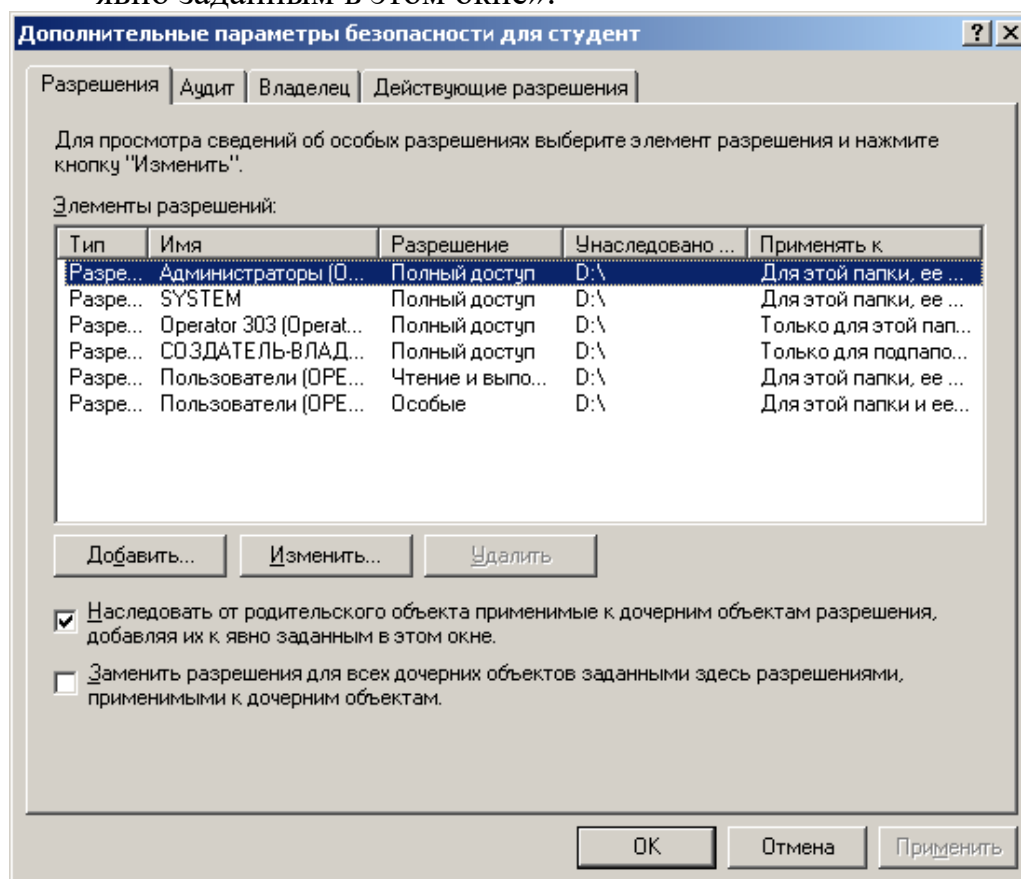 явно заданным в этом окне».
Дополнительные параметры безопасности для студент
Разрешения Аудит Владелец Действующие разрешения
Для просмотра сведений об особых разрешениях выберите элемент разрешения и нажмите
кнопку "Изменить".
Элементы разрешений:
Тип Имя Разрешение Унаследовано ... Применять к
Разре... Администраторы (O... Полный доступ D:\ Для этой папки, ее ...
Разре... SYSTEM Полный доступ D:\ Для этой папки, ее ...
Разре... Operator 303 (Operat... Полный доступ D:\ Только для этой пап...
Разре... СОЗДАТЕЛЬ-ВЛАД... Полный доступ D:\ Только для подпапо...
Разре... Пользователи (OPE... Чтение и выпо... D:\ Для этой папки, ее ...
Разре... Пользователи (OPE... Особые D:\ Для этой папки и ее...
Добавить... Изменить... Удалить
Наследовать от родительского объекта применимые к дочерним объектам разрешения,
добавляя их к явно заданным в этом окне.
Заменить разрешения для всех дочерних объектов заданными здесь разрешениями,
применимыми к дочерним объектам.
OK Отмена Применить